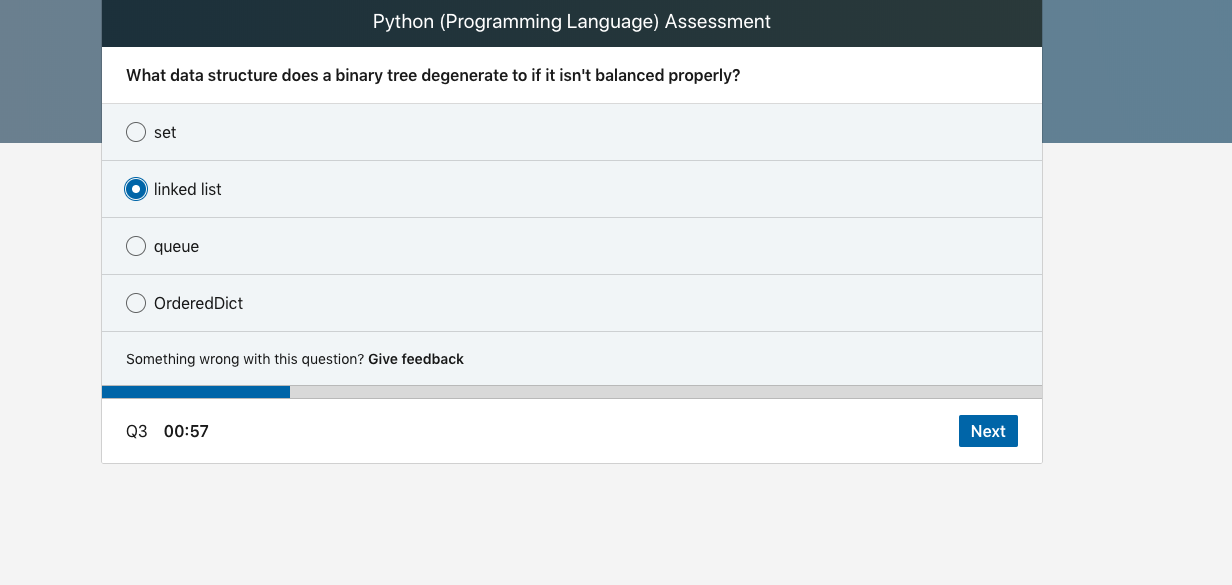 Python (Programming Language) Assessment
What data structure does a binary tree degenerate to if it isn't balanced properly?
set
linked list
queue
OrderedDict
Something wrong with this question? Give feedback
Q3 00:57
Next